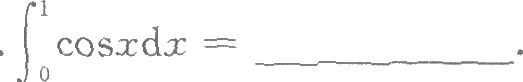 . ∫₀¹ cosxdx = ________.